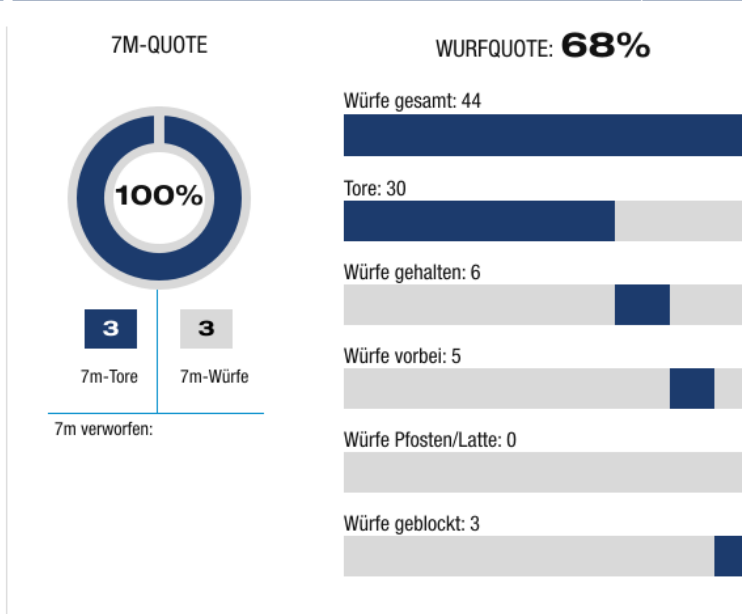 7M-QUOTE
100%
3
3
7m-Tore
7m-Würfe
7m verworfen:
WURFQUOTE: 68%
Würfe gesamt: 44
Tore: 30
Würfe gehalten: 6
Würfe vorbei: 5
Würfe Pfosten/Latte: 0
Würfe geblockt: 3